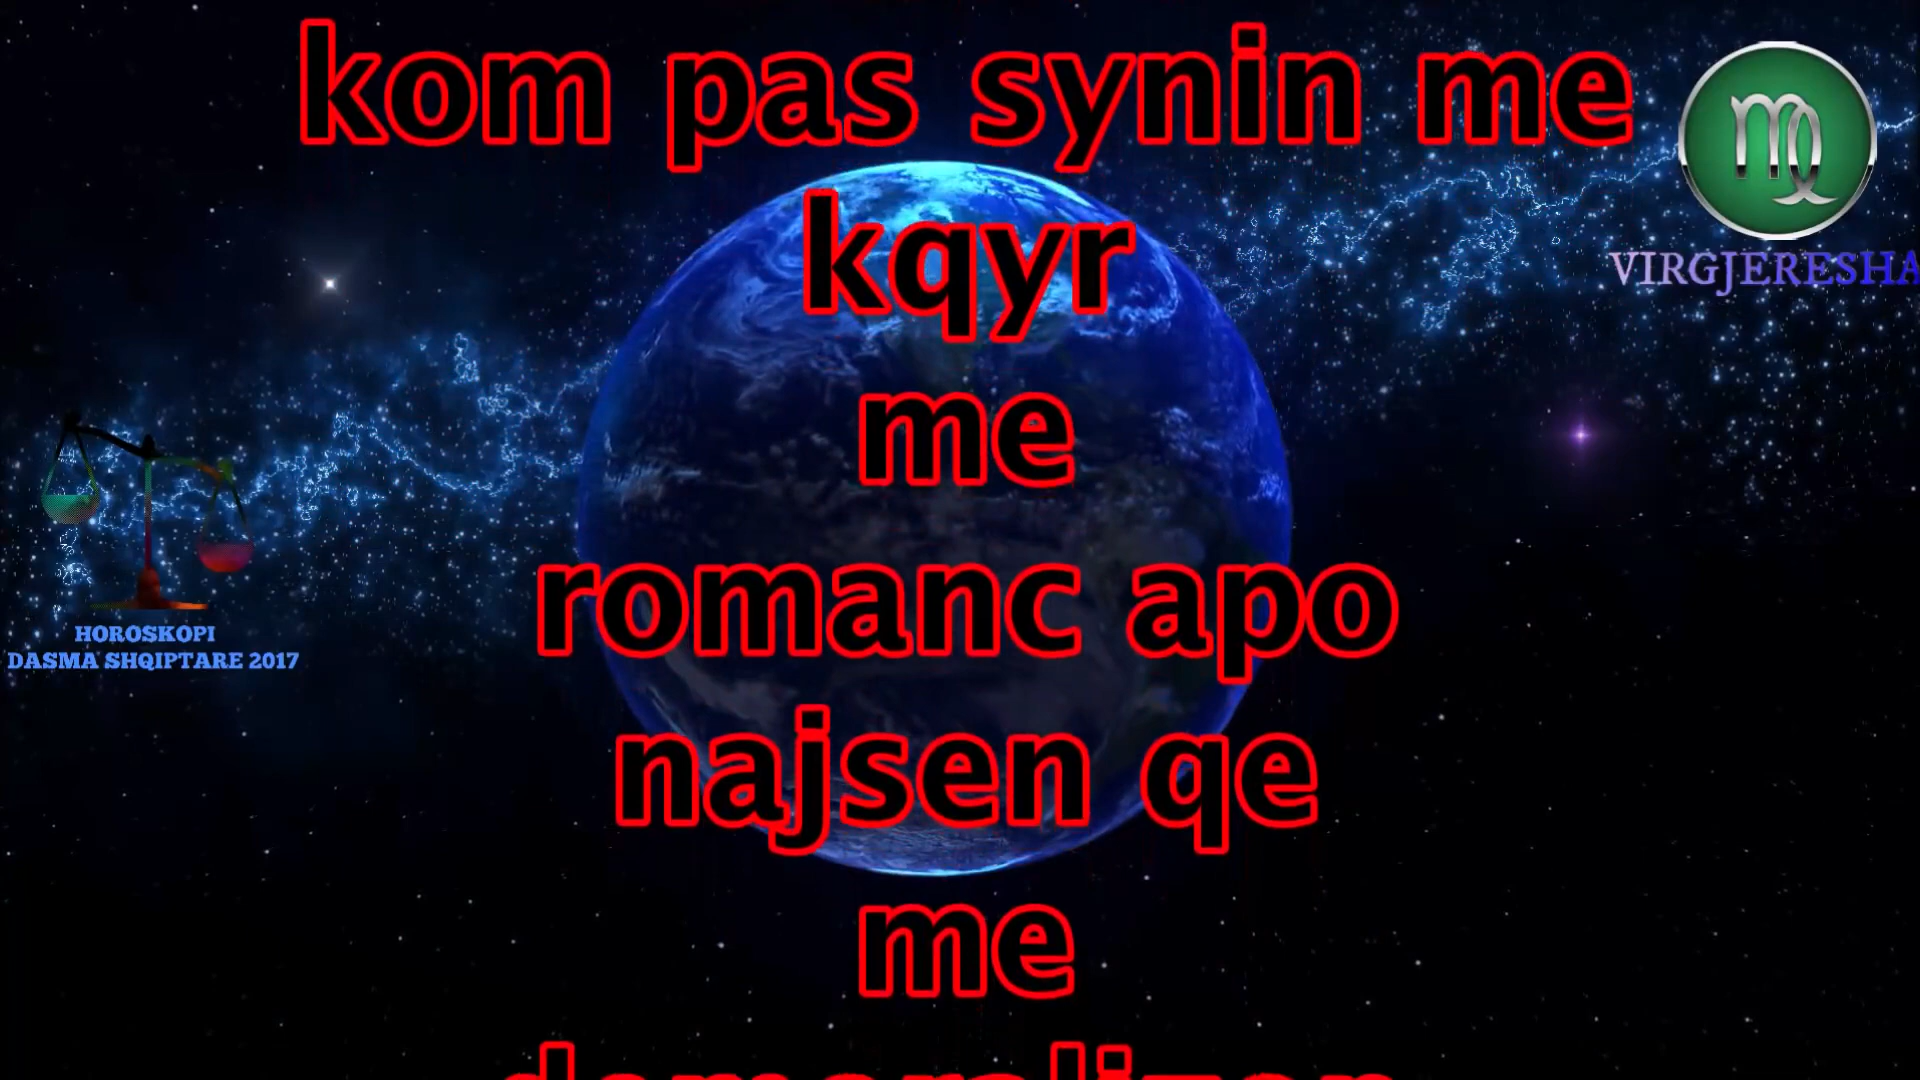 kom pas synin me
kqyr
me
romanc apo
najsen qe
me
VIRGJERESHA
HOROSKOPI
DASMA SHQIPTARE 2017